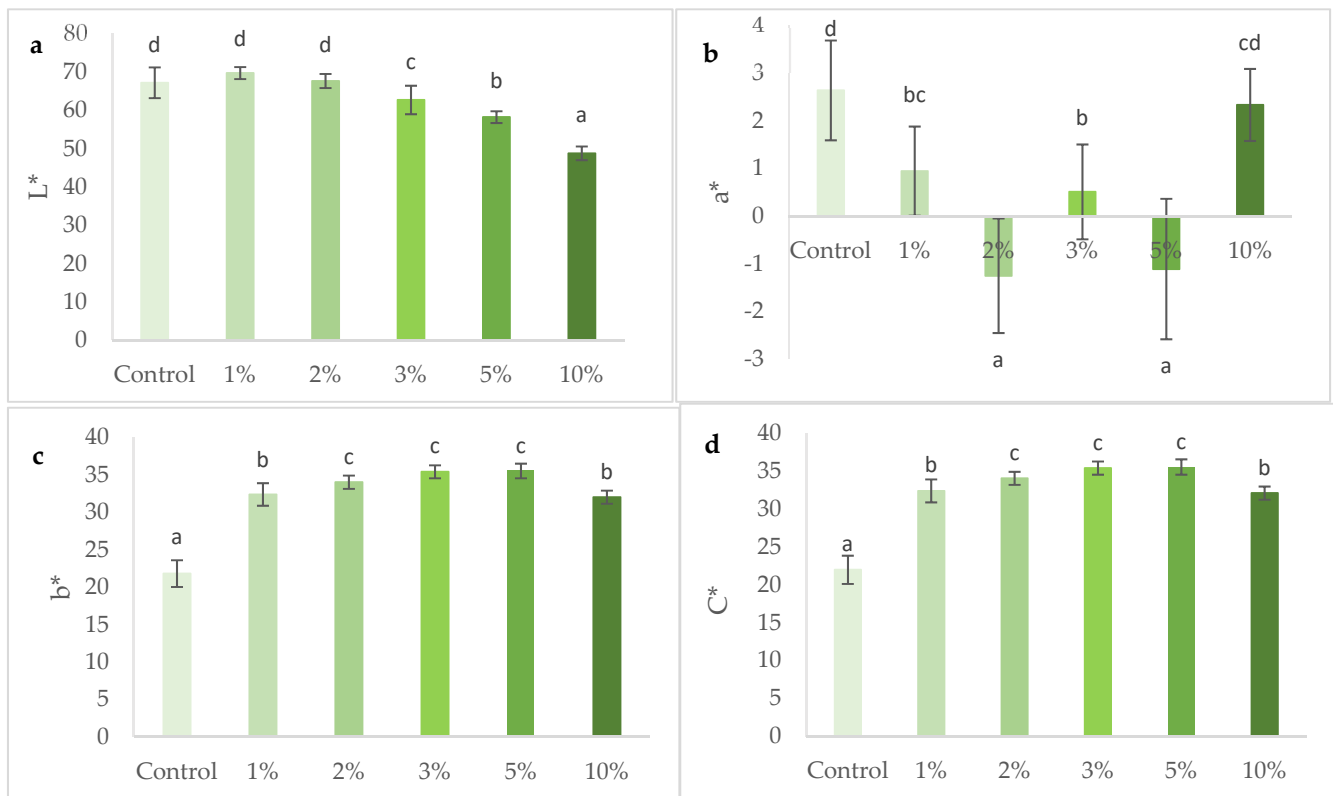 a
80
70
60
50
40
30
20
10
0
L*
d d d c b a
Control 1% 2% 3% 5% 10%
b
4
3
2
1
0
-1
-2
-3
a*
d bc a b a cd
Control 1% 2% 3% 5% 10%
c
40
35
30
25
20
15
10
5
0
b*
a b c c c b
Control 1% 2% 3% 5% 10%
d
40
35
30
25
20
15
10
5
0
C*
a b c c c b
Control 1% 2% 3% 5% 10%